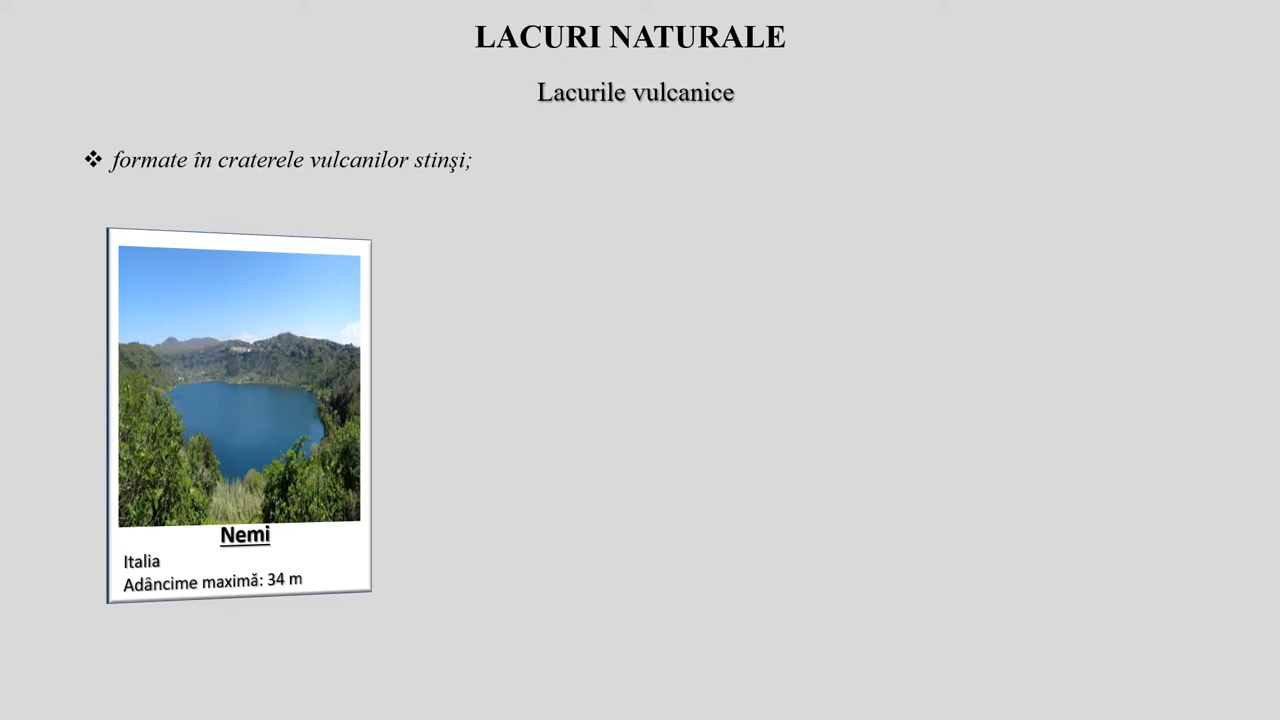 LACURI NATURALE
Lacurile vulcanice
❖ formate în craterele vulcanilor stinşi;
Nemi
Italia
Adâncime maximă: 34 m